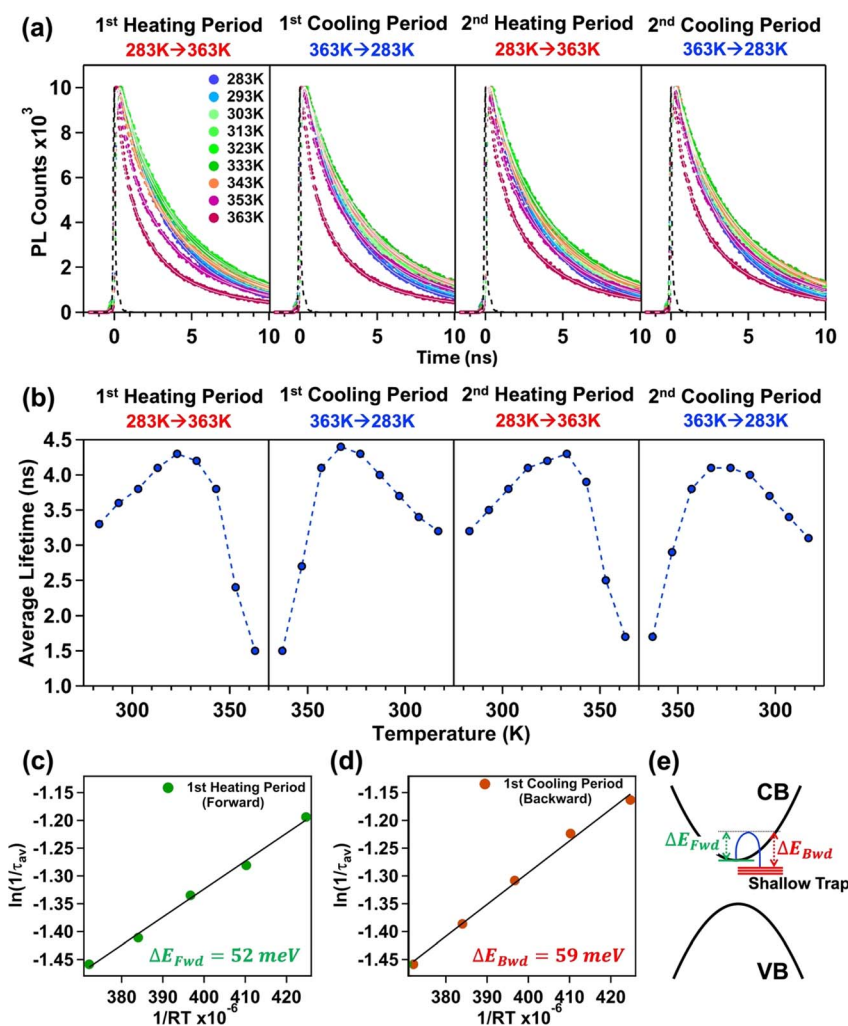 (a)
1st Heating Period
283K→363K
1st Cooling Period
363K→283K
2nd Heating Period
283K→363K
2nd Cooling Period
363K→283K
PL Counts x10³
10
8
6
4
2
0
283K
293K
303K
313K
323K
333K
343K
353K
363K
0 5 10
0 5 10
0 5 10
0 5 10
Time (ns)
(b)
1st Heating Period
283K→363K
1st Cooling Period
363K→283K
2nd Heating Period
283K→363K
2nd Cooling Period
363K→283K
Average Lifetime (ns)
4.5
4.0
3.5
3.0
2.5
2.0
1.5
1.0
300 350
350 300
300 350
350 300
Temperature (K)
(c)
ln(1/τav)
-1.15
-1.20
-1.25
-1.30
-1.35
-1.40
-1.45
1st Heating Period
(Forward)
ΔE_Fwd = 52 meV
380 390 400 410 420
1/RT x10⁻⁶
(d)
ln(1/τav)
-1.15
-1.20
-1.25
-1.30
-1.35
-1.40
-1.45
1st Cooling Period
(Backward)
ΔE_Bwd = 59 meV
380 390 400 410 420
1/RT x10⁻⁶
(e)
CB
ΔE_Fwd
ΔE_Bwd
Shallow Trap
VB